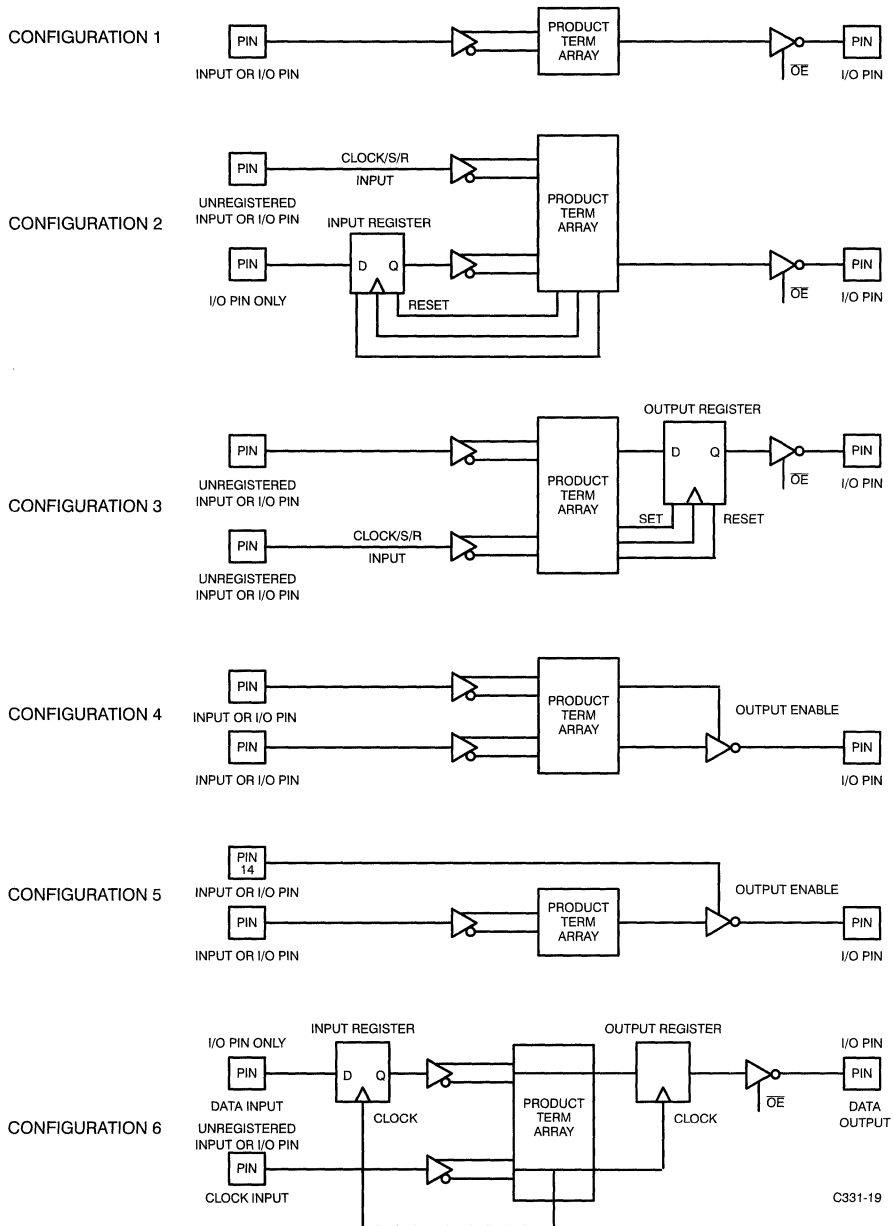 CONFIGURATION 1
PIN
INPUT OR I/O PIN
PRODUCT
TERM
ARRAY
OE
PIN
I/O PIN
CONFIGURATION 2
PIN
UNREGISTERED
INPUT OR I/O PIN
CLOCK/S/R
INPUT
INPUT REGISTER
PIN
I/O PIN ONLY
D Q
RESET
PRODUCT
TERM
ARRAY
OE
PIN
I/O PIN
CONFIGURATION 3
PIN
UNREGISTERED
INPUT OR I/O PIN
PIN
UNREGISTERED
INPUT OR I/O PIN
CLOCK/S/R
INPUT
PRODUCT
TERM
ARRAY
OUTPUT REGISTER
D Q
SET
RESET
OE
PIN
I/O PIN
CONFIGURATION 4
PIN
INPUT OR I/O PIN
PIN
INPUT OR I/O PIN
PRODUCT
TERM
ARRAY
OUTPUT ENABLE
PIN
I/O PIN
CONFIGURATION 5
PIN
14
INPUT OR I/O PIN
PIN
INPUT OR I/O PIN
PRODUCT
TERM
ARRAY
OUTPUT ENABLE
PIN
I/O PIN
CONFIGURATION 6
I/O PIN ONLY
PIN
DATA INPUT
UNREGISTERED
INPUT OR I/O PIN
PIN
CLOCK INPUT
INPUT REGISTER
D Q
CLOCK
PRODUCT
TERM
ARRAY
OUTPUT REGISTER
CLOCK
OE
I/O PIN
PIN
DATA
OUTPUT
C331-19